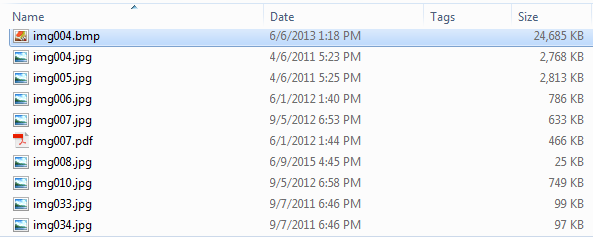 Name Date Tags Size
img004.bmp 6/6/2013 1:18 PM 24,685 KB
img004.jpg 4/6/2011 5:23 PM 2,768 KB
img005.jpg 4/6/2011 5:25 PM 2,813 KB
img006.jpg 6/1/2012 1:40 PM 786 KB
img007.jpg 9/5/2012 6:53 PM 633 KB
img007.pdf 6/1/2012 1:44 PM 466 KB
img008.jpg 6/9/2015 4:45 PM 25 KB
img010.jpg 9/5/2012 6:58 PM 749 KB
img033.jpg 9/7/2011 6:46 PM 99 KB
img034.jpg 9/7/2011 6:46 PM 97 KB